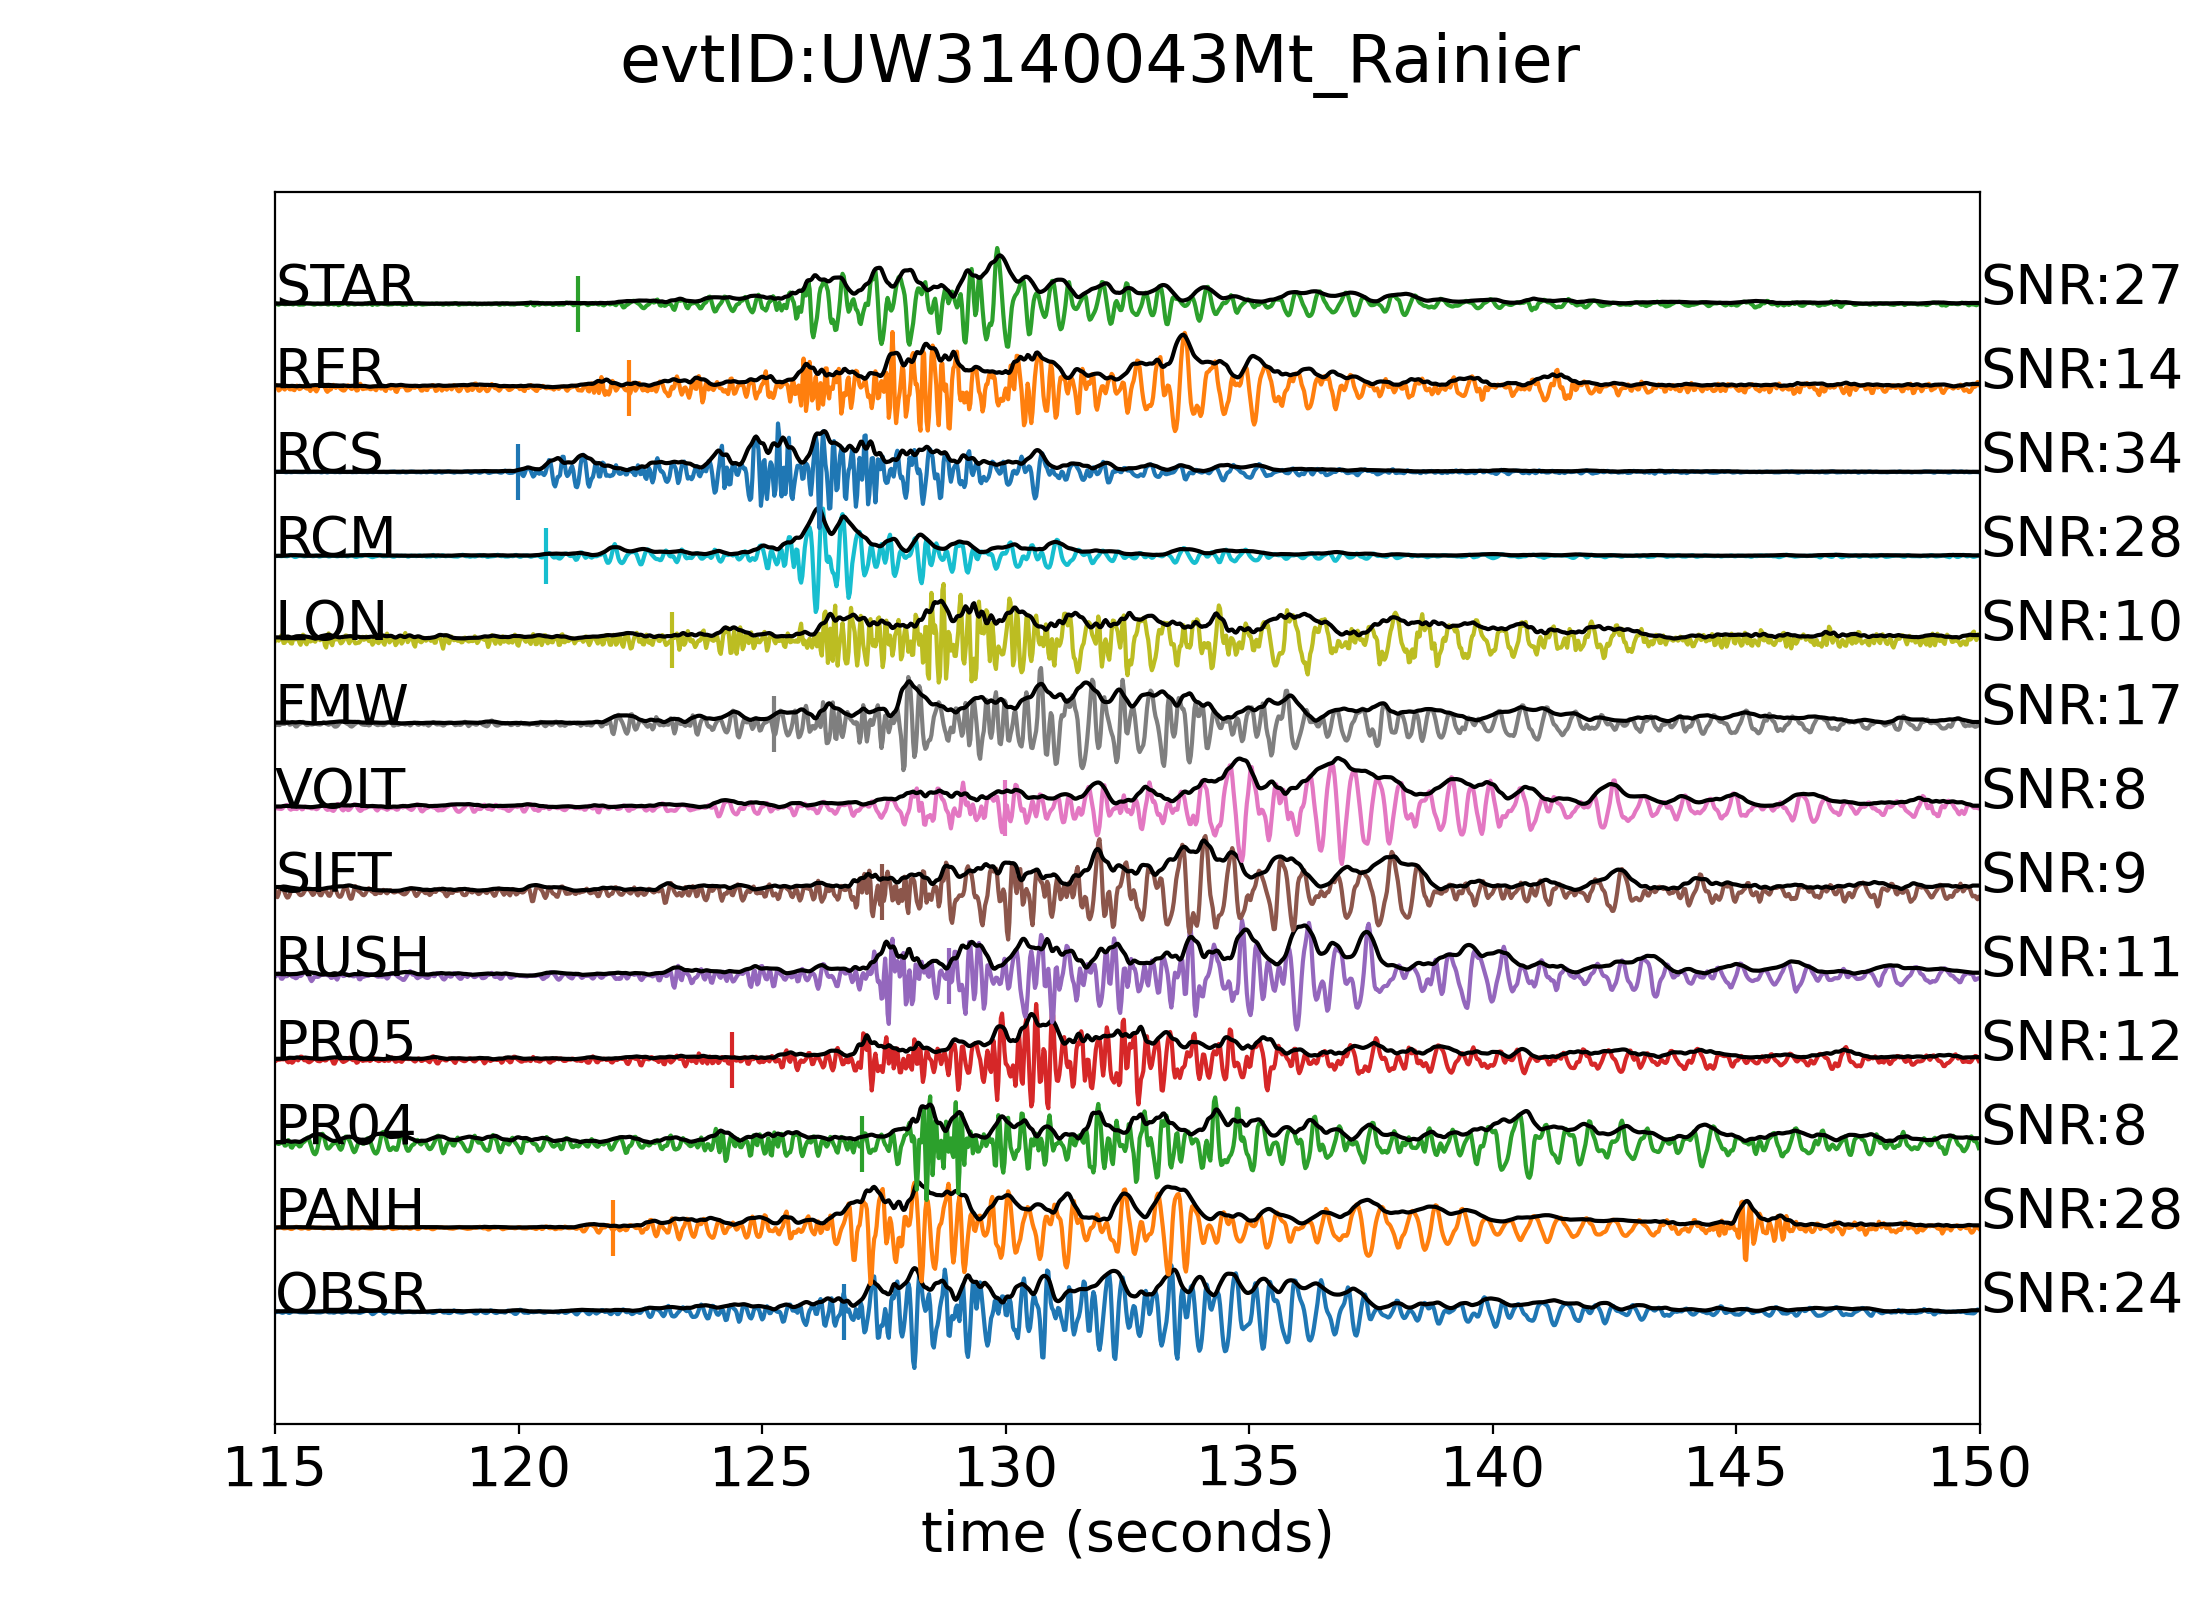 evtID:UW3140043Mt_Rainier
STAR SNR:27
RER SNR:14
RCS SNR:34
RCM SNR:28
LON SNR:10
FMW SNR:17
VOIT SNR:8
SIFT SNR:9
RUSH SNR:11
PR05 SNR:12
PR04 SNR:8
PANH SNR:28
OBSR SNR:24
115 120 125 130 135 140 145 150
time (seconds)